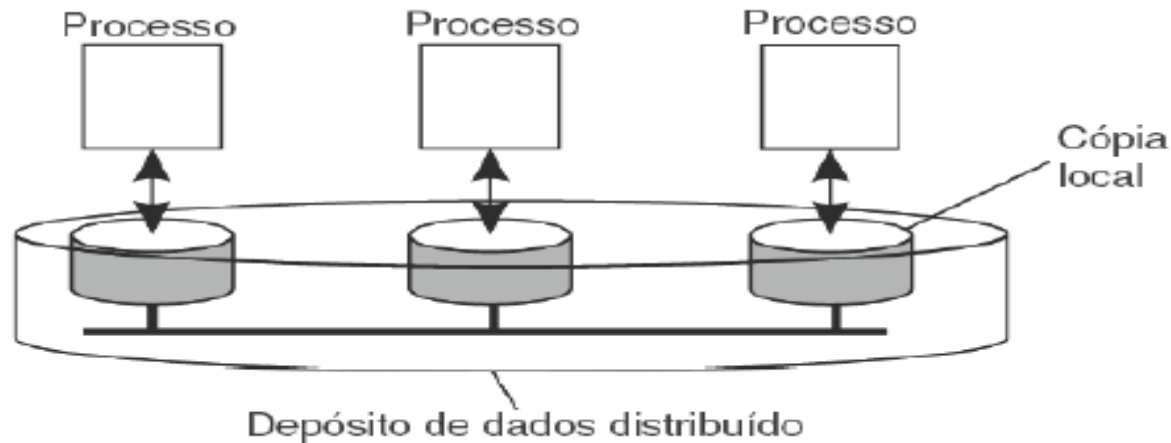 Processo
Processo
Processo
Cópia
local
Depósito de dados distribuído